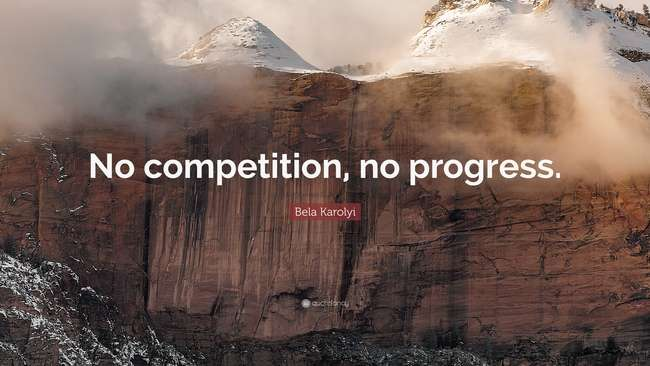 No competition, no progress.
Bela Karolyi
quotefancy